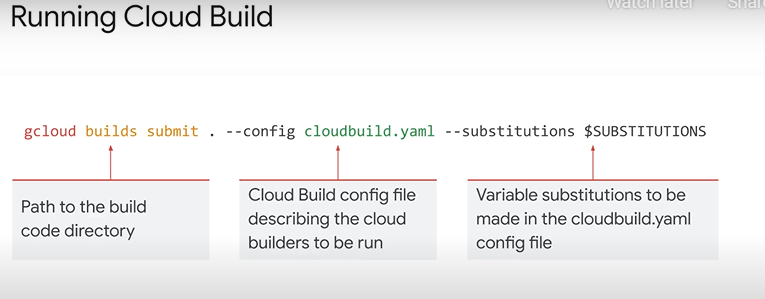 Watch later Shar
Running Cloud Build
gcloud builds submit . --config cloudbuild.yaml --substitutions $SUBSTITUTIONS
Path to the build
code directory
Cloud Build config file
describing the cloud
builders to be run
Variable substitutions to be
made in the cloudbuild.yaml
config file